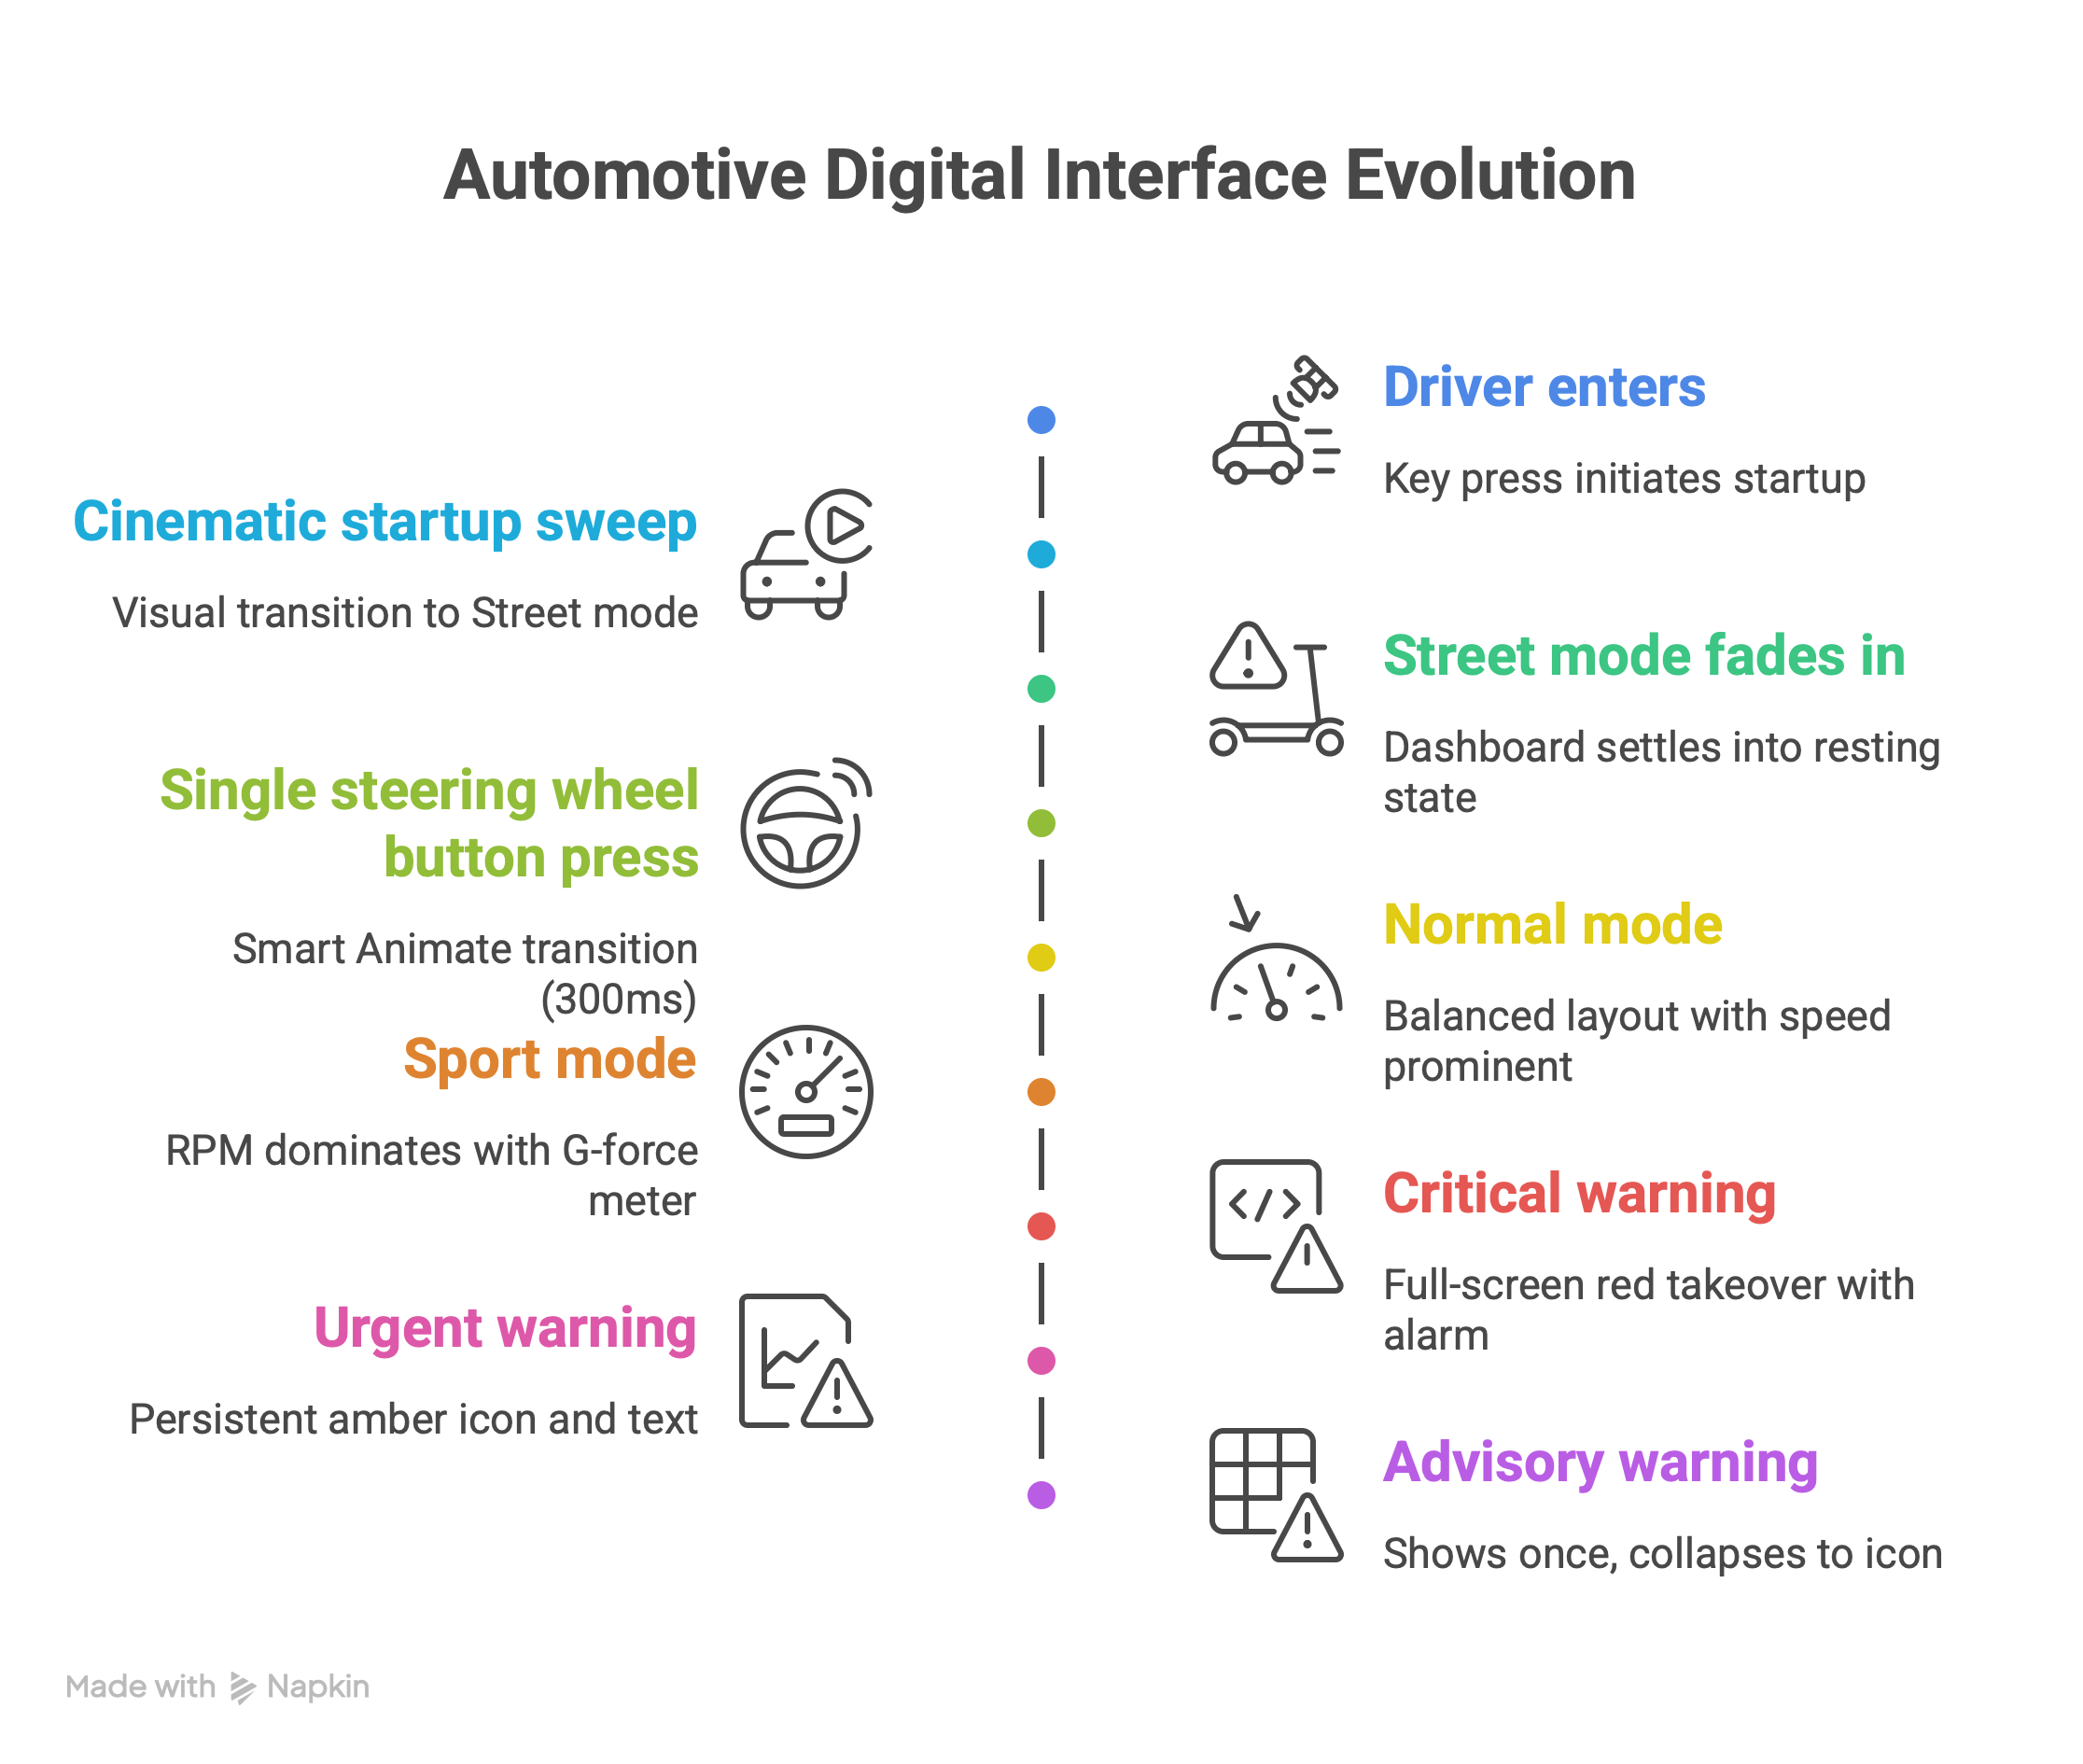 Automotive Digital Interface Evolution
Driver enters
Key press initiates startup
Cinematic startup sweep
Visual transition to Street mode
Street mode fades in
Dashboard settles into resting
state
Single steering wheel
button press
Smart Animate transition
(300ms)
Normal mode
Balanced layout with speed
prominent
Sport mode
RPM dominates with G-force
meter
Critical warning
Full-screen red takeover with
alarm
Urgent warning
Persistent amber icon and text
Advisory warning
Shows once, collapses to icon
Made with Napkin